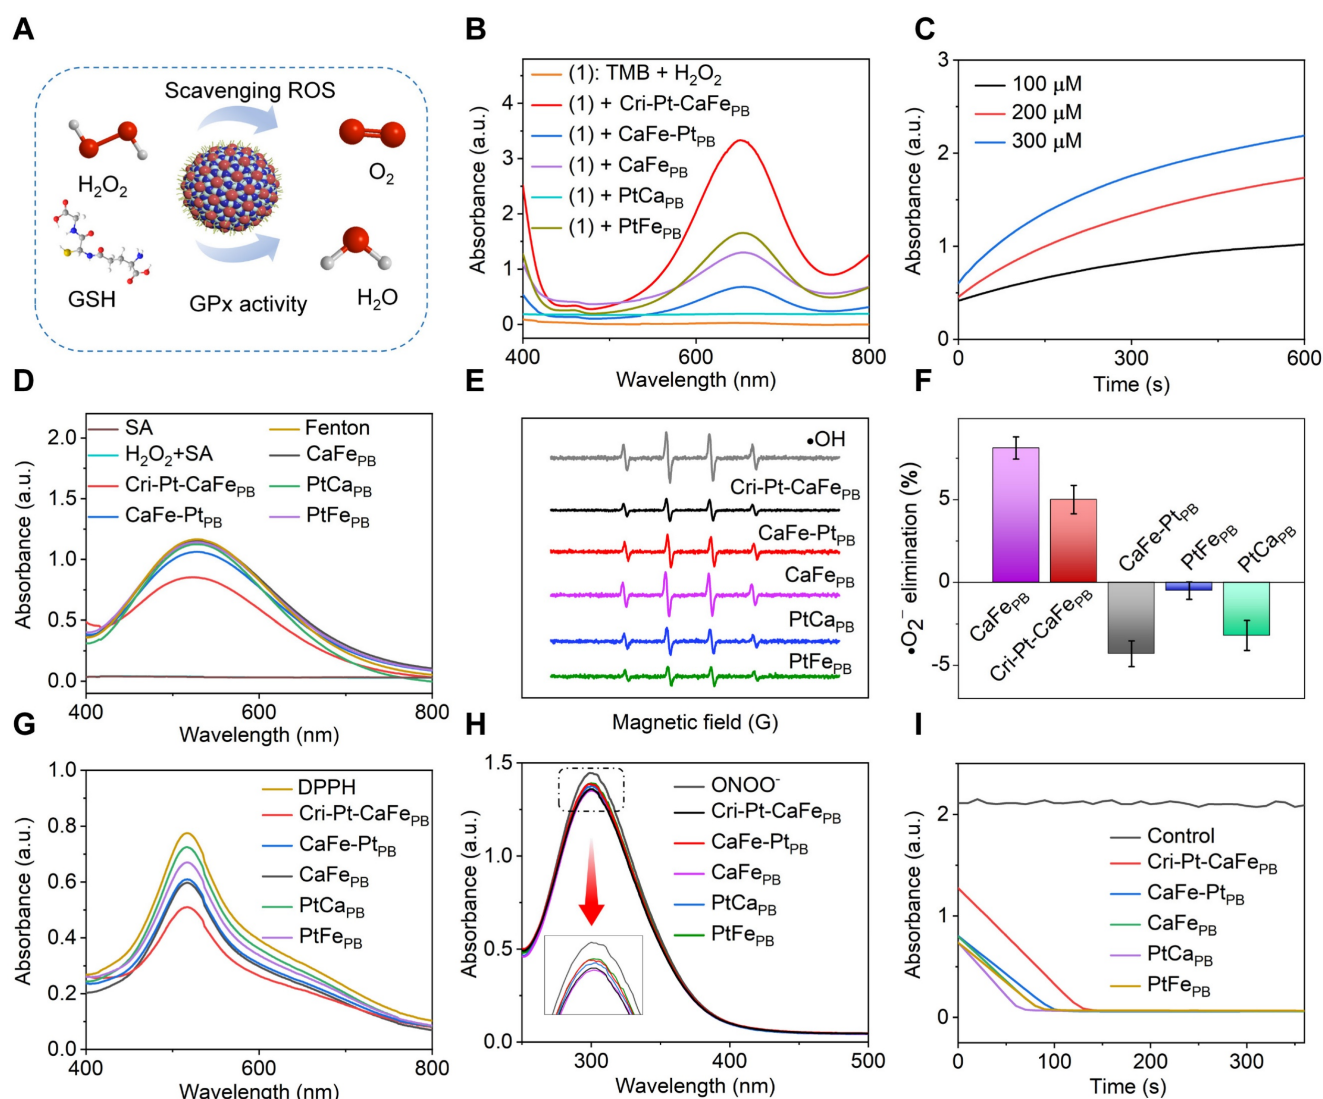 A
Scavenging ROS
H₂O₂
O₂
GSH
GPx activity
H₂O
B
Absorbance (a.u.)
4
3
2
1
0
(1): TMB + H₂O₂
(1) + Cri-Pt-CaFePB
(1) + CaFe-PtPB
(1) + CaFePB
(1) + PtCaPB
(1) + PtFePB
400 600 800
Wavelength (nm)
C
Absorbance (a.u.)
3
2
1
0
100 μM
200 μM
300 μM
0 300 600
Time (s)
D
Absorbance (a.u.)
2.0
1.5
1.0
0.5
0.0
SA
H₂O₂+SA
Cri-Pt-CaFePB
CaFe-PtPB
Fenton
CaFePB
PtCaPB
PtFePB
400 600 800
Wavelength (nm)
E
•OH
Cri-Pt-CaFePB
CaFe-PtPB
CaFePB
PtCaPB
PtFePB
Magnetic field (G)
F
•O₂⁻ elimination (%)
5
0
-5
CaFePB
Cri-Pt-CaFePB
CaFe-PtPB
PtFePB
PtCaPB
G
Absorbance (a.u.)
1.0
0.8
0.6
0.4
0.2
0.0
DPPH
Cri-Pt-CaFePB
CaFe-PtPB
CaFePB
PtCaPB
PtFePB
400 600 800
Wavelength (nm)
H
Absorbance (a.u.)
1.5
1.0
0.5
0.0
ONOO⁻
Cri-Pt-CaFePB
CaFe-PtPB
CaFePB
PtCaPB
PtFePB
300 400 500
Wavelength (nm)
I
Absorbance (a.u.)
2
1
0
Control
Cri-Pt-CaFePB
CaFe-PtPB
CaFePB
PtCaPB
PtFePB
0 100 200 300
Time (s)